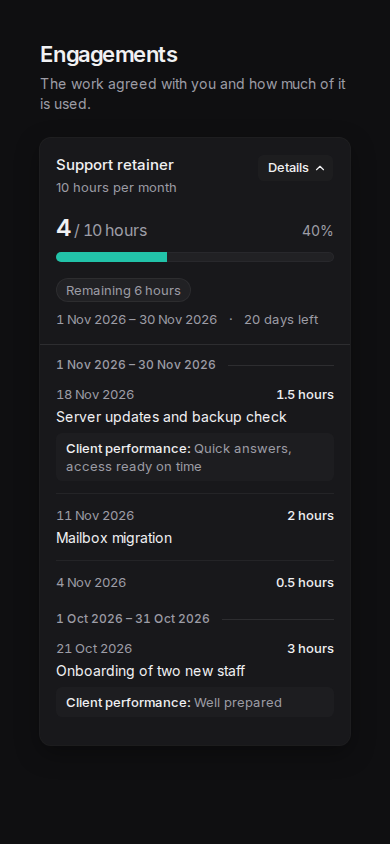 Engagements
The work agreed with you and how much of it
is used.
Support retainer
Details
10 hours per month
4 / 10 hours
40%
Remaining 6 hours
1 Nov 2026 – 30 Nov 2026 · 20 days left
1 Nov 2026 – 30 Nov 2026
18 Nov 2026
1.5 hours
Server updates and backup check
Client performance: Quick answers,
access ready on time
11 Nov 2026
2 hours
Mailbox migration
4 Nov 2026
0.5 hours
1 Oct 2026 – 31 Oct 2026
21 Oct 2026
3 hours
Onboarding of two new staff
Client performance: Well prepared